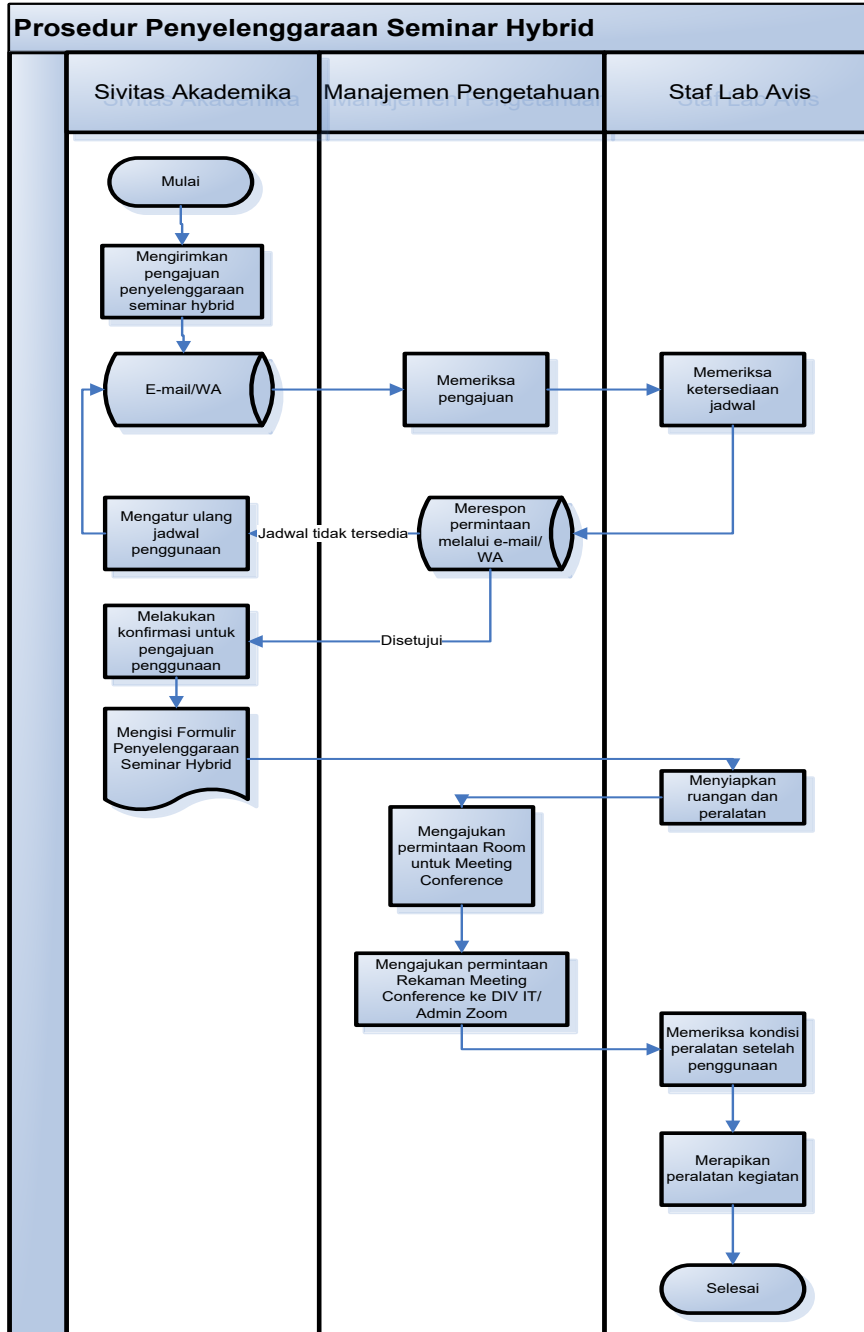 Prosedur Penyelenggaraan Seminar Hybrid
Sivitas Akademika
Manajemen Pengetahuan
Staf Lab Avis
Mulai
Mengirimkan
pengajuan
penyelenggaraan
seminar hybrid
E-mail/WA
Memeriksa
pengajuan
Memeriksa
ketersediaan
jadwal
Mengatur ulang
jadwal
penggunaan
Jadwal tidak tersedia
Merespon
permintaan
melalui e-mail/
WA
Melakukan
konfirmasi untuk
pengajuan
penggunaan
Disetujui
Mengisi Formulir
Penyelenggaraan
Seminar Hybrid
Menyiapkan
ruangan dan
peralatan
Mengajukan
permintaan Room
untuk Meeting
Conference
Mengajukan permintaan
Rekaman Meeting
Conference ke DIV IT/
Admin Zoom
Memeriksa kondisi
peralatan setelah
penggunaan
Merapikan
peralatan kegiatan
Selesai